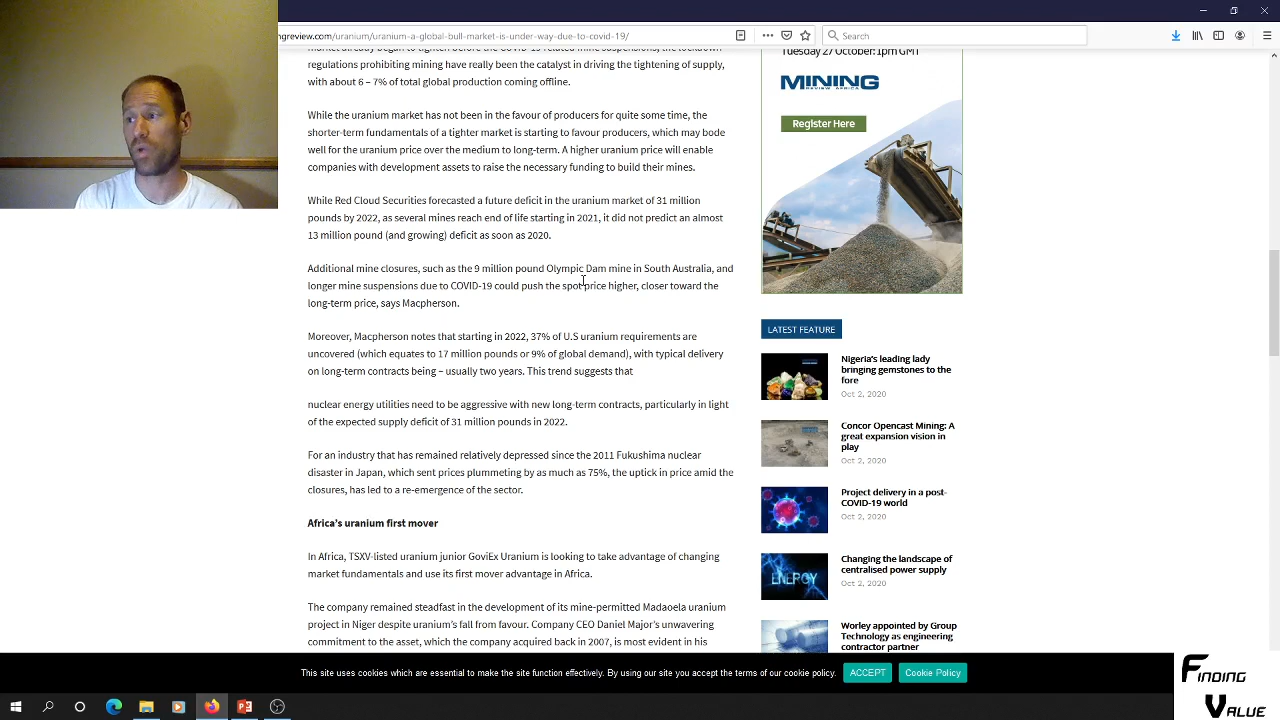 ngreview.com/uranium/uranium-a-global-bull-market-is-under-way-due-to-covid-19/
Search
market already began to tighten before the COVID-19 related mine suspensions, the lockdown
regulations prohibiting mining have really been the catalyst in driving the tightening of supply,
with about 6 – 7% of total global production coming offline.
While the uranium market has not been in the favour of producers for quite some time, the
shorter-term fundamentals of a tighter market is starting to favour producers, which may bode
well for the uranium price over the medium to long-term. A higher uranium price will enable
companies with development assets to raise the necessary funding to build their mines.
While Red Cloud Securities forecasted a future deficit in the uranium market of 31 million
pounds by 2022, as several mines reach end of life starting in 2021, it did not predict an almost
13 million pound (and growing) deficit as soon as 2020.
Additional mine closures, such as the 9 million pound Olympic Dam mine in South Australia, and
longer mine suspensions due to COVID-19 could push the spot price higher, closer toward the
long-term price, says Macpherson.
Moreover, Macpherson notes that starting in 2022, 37% of U.S uranium requirements are
uncovered (which equates to 17 million pounds or 9% of global demand), with typical delivery
on long-term contracts being – usually two years. This trend suggests that
nuclear energy utilities need to be aggressive with new long-term contracts, particularly in light
of the expected supply deficit of 31 million pounds in 2022.
For an industry that has remained relatively depressed since the 2011 Fukushima nuclear
disaster in Japan, which sent prices plummeting by as much as 75%, the uptick in price amid the
closures, has led to a re-emergence of the sector.
Africa's uranium first mover
In Africa, TSXV-listed uranium junior GoviEx Uranium is looking to take advantage of changing
market fundamentals and use its first mover advantage in Africa.
The company remained steadfast in the development of its mine-permitted Madaoela uranium
project in Niger despite uranium's fall from favour. Company CEO Daniel Major's unwavering
commitment to the asset, which the company acquired back in 2007, is most evident in his
Tuesday 27 October: 1pm GMT
MINING
REVIEW AFRICA
Register Here
LATEST FEATURE
Nigeria's leading lady
bringing gemstones to the
fore
Oct 2, 2020
Concor Opencast Mining: A
great expansion vision in
play
Oct 2, 2020
Project delivery in a post-
COVID-19 world
Oct 2, 2020
ENERGY
Changing the landscape of
centralised power supply
Oct 2, 2020
Worley appointed by Group
Technology as engineering
contractor partner
This site uses cookies which are essential to make the site function effectively. By using our site you accept the terms of our cookie policy.
ACCEPT
Cookie Policy
FINDING
VALUE